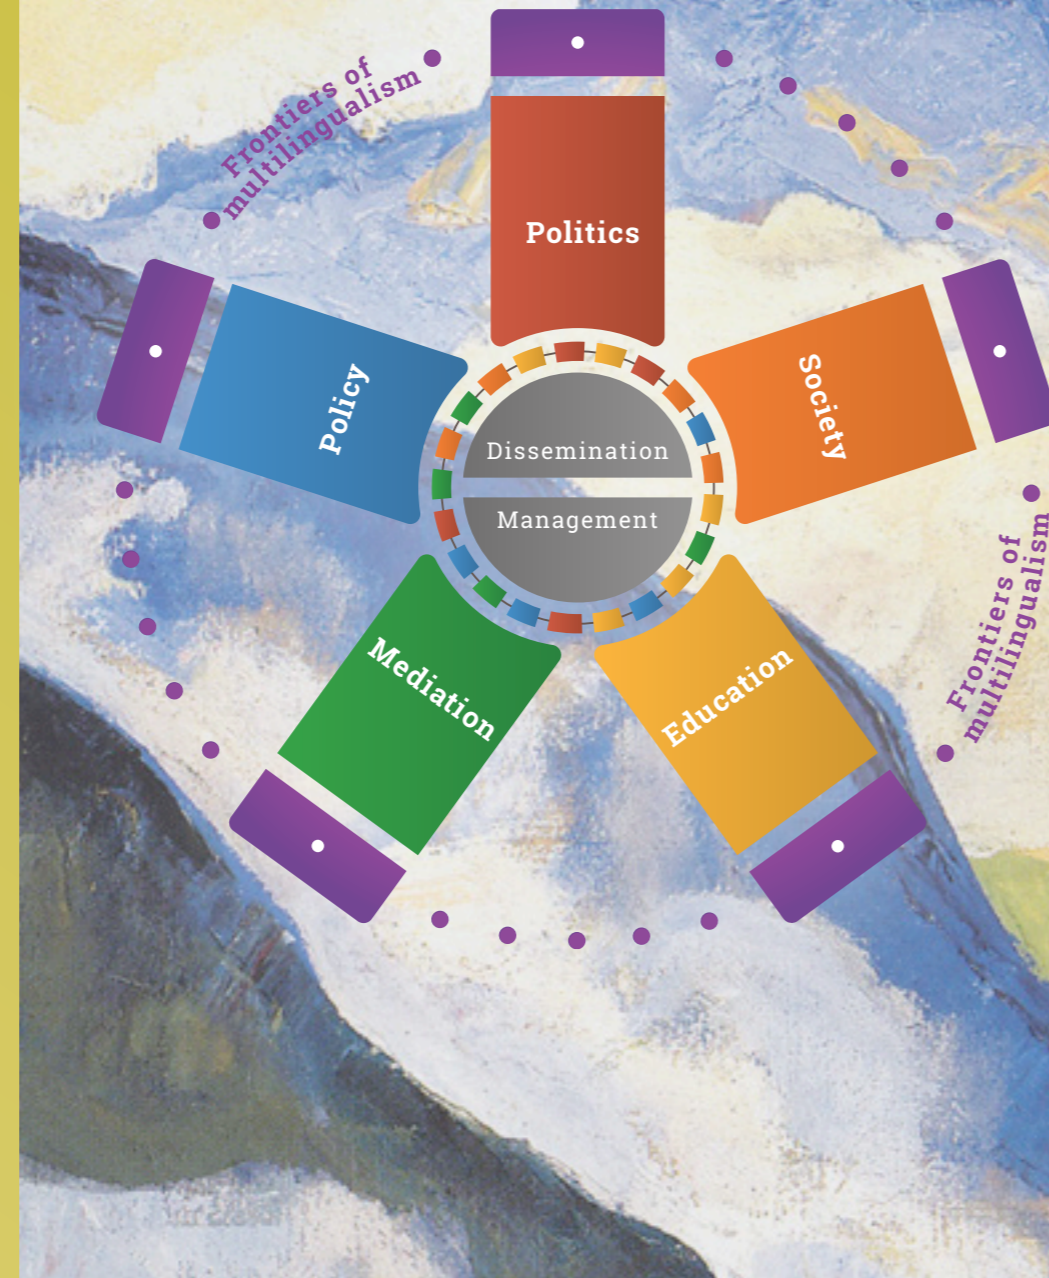 Frontiers of
multilingualism
Politics
Policy
Society
Dissemination
Management
Frontiers of
multilingualism
Mediation
Education